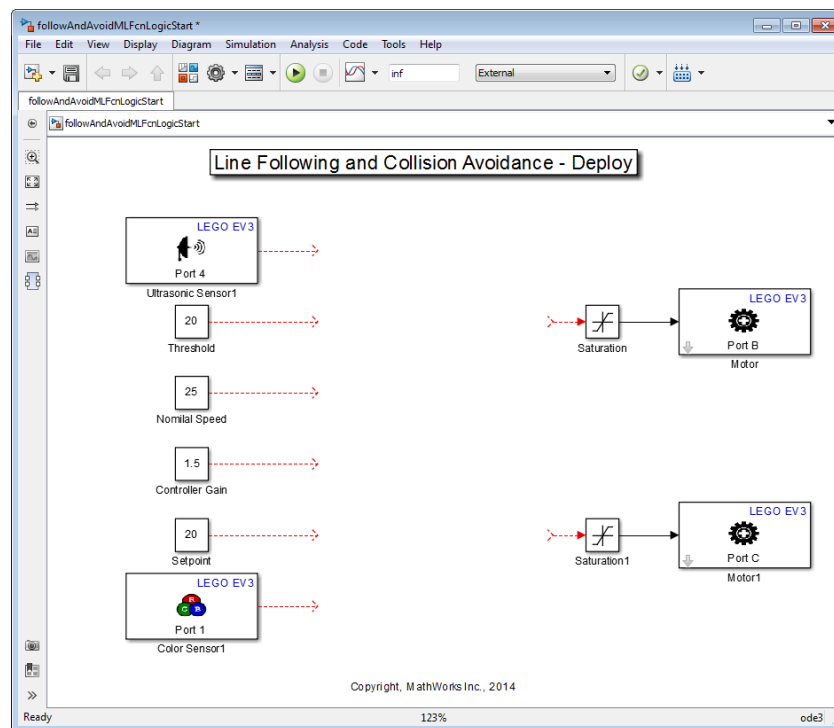 followAndAvoidMLFcnLogicStart *
File Edit View Display Diagram Simulation Analysis Code Tools Help
inf External
followAndAvoidMLFcnLogicStart
followAndAvoidMLFcnLogicStart
Line Following and Collision Avoidance - Deploy
LEGO EV3
Port 4
Ultrasonic Sensor1
20
Threshold
25
Nomilal Speed
1.5
Controller Gain
20
Setpoint
LEGO EV3
R
G B
Port 1
Color Sensor1
Saturation
LEGO EV3
Port B
Motor
Saturation1
LEGO EV3
Port C
Motor1
Copyright, MathWorks Inc., 2014
Ready 123% ode3